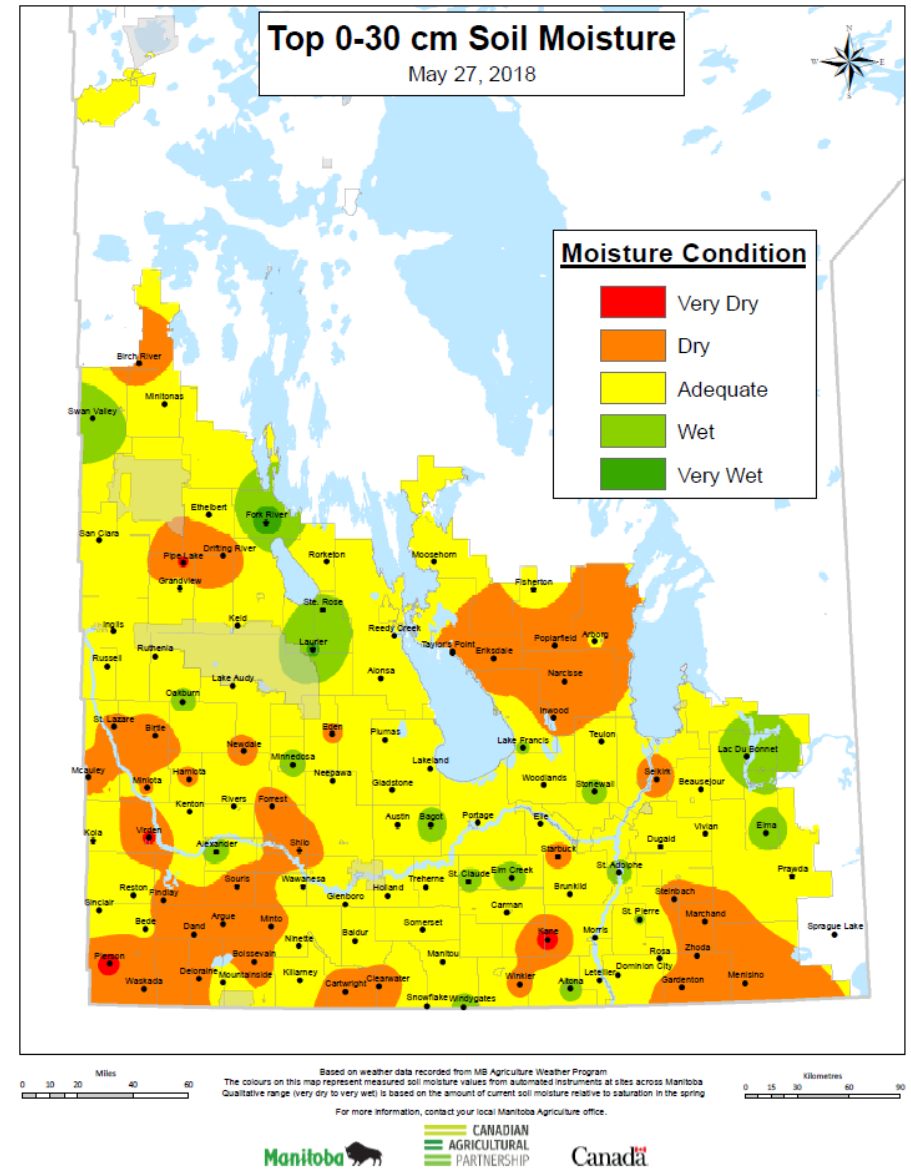 Top 0-30 cm Soil Moisture
May 27, 2018
N
W
E
S
Moisture Condition
Very Dry
Dry
Adequate
Wet
Very Wet
Birch River
Minitonas
Swan Valley
Ethelbert
Fork River
San Clara
Pipe Lake
Drifting River
Rorketon
Moosehorn
Grandview
Fisherton
Ste. Rose
Inglis
Keld
Reedy Creek
Laurier
Taylor's Point
Poplarfield
Arborg
Ruthenia
Russell
Eriksdale
Alonsa
Narcisse
Lake Audy
Oakburn
Inwood
St. Lazare
Birtle
Eden
Plumas
Teulon
Newdale
Lake Francis
Lac Du Bonnet
Minnedosa
Lakeland
Mcauley
Miniota
Hamiota
Neepawa
Gladstone
Woodlands
Stonewall
Selkirk
Beausejour
Kenton
Rivers
Forrest
Austin
Bagot
Portage
Elie
Kola
Virden
Vivian
Elma
Dugald
Alexander
Shilo
Starbuck
St. Adolphe
Prawda
Reston
Findlay
Souris
Wawanesa
Glenboro
Holland
Treherne
St. Claude
Elm Creek
Brunkild
Steinbach
Sinclair
Carman
St. Pierre
Marchand
Bede
Dand
Argue
Minto
Somerset
Sprague Lake
Ninette
Baldur
Kane
Morris
Pierson
Boissevain
Manitou
Rosa
Zhoda
Waskada
Deloraine
Mountainside
Killarney
Cartwright
Clearwater
Winkler
Altona
Letellier
Dominion City
Gardenton
Menisino
Snowflake
Windygates
Miles
0 10 20 40 60
Based on weather data recorded from MB Agriculture Weather Program
The colours on this map represent measured soil moisture values from automated instruments at sites across Manitoba
Qualitative range (very dry to very wet) is based on the amount of current soil moisture relative to saturation in the spring
For more information, contact your local Manitoba Agriculture office.
Kilometres
0 15 30 60 90
Manitoba
CANADIAN
AGRICULTURAL
PARTNERSHIP
Canada